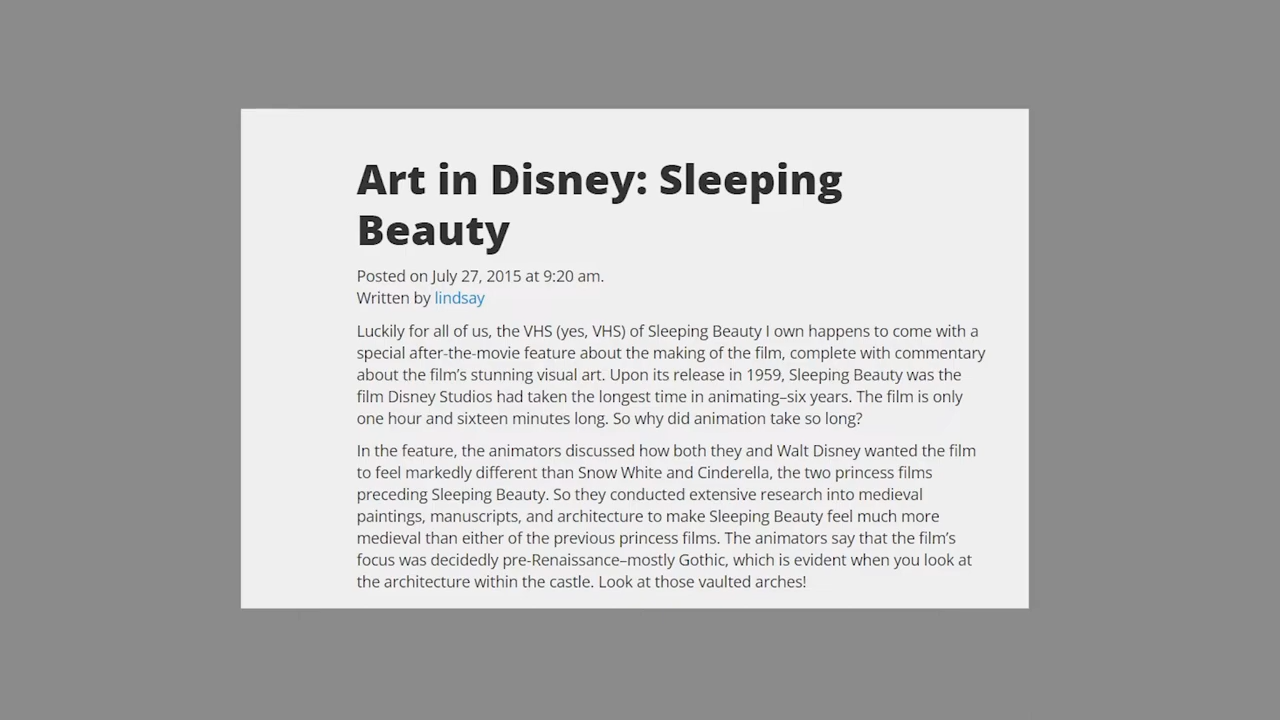 Art in Disney: Sleeping
Beauty
Posted on July 27, 2015 at 9:20 am.
Written by lindsay
Luckily for all of us, the VHS (yes, VHS) of Sleeping Beauty I own happens to come with a
special after-the-movie feature about the making of the film, complete with commentary
about the film’s stunning visual art. Upon its release in 1959, Sleeping Beauty was the
film Disney Studios had taken the longest time in animating–six years. The film is only
one hour and sixteen minutes long. So why did animation take so long?
In the feature, the animators discussed how both they and Walt Disney wanted the film
to feel markedly different than Snow White and Cinderella, the two princess films
preceding Sleeping Beauty. So they conducted extensive research into medieval
paintings, manuscripts, and architecture to make Sleeping Beauty feel much more
medieval than either of the previous princess films. The animators say that the film’s
focus was decidedly pre-Renaissance–mostly Gothic, which is evident when you look at
the architecture within the castle. Look at those vaulted arches!